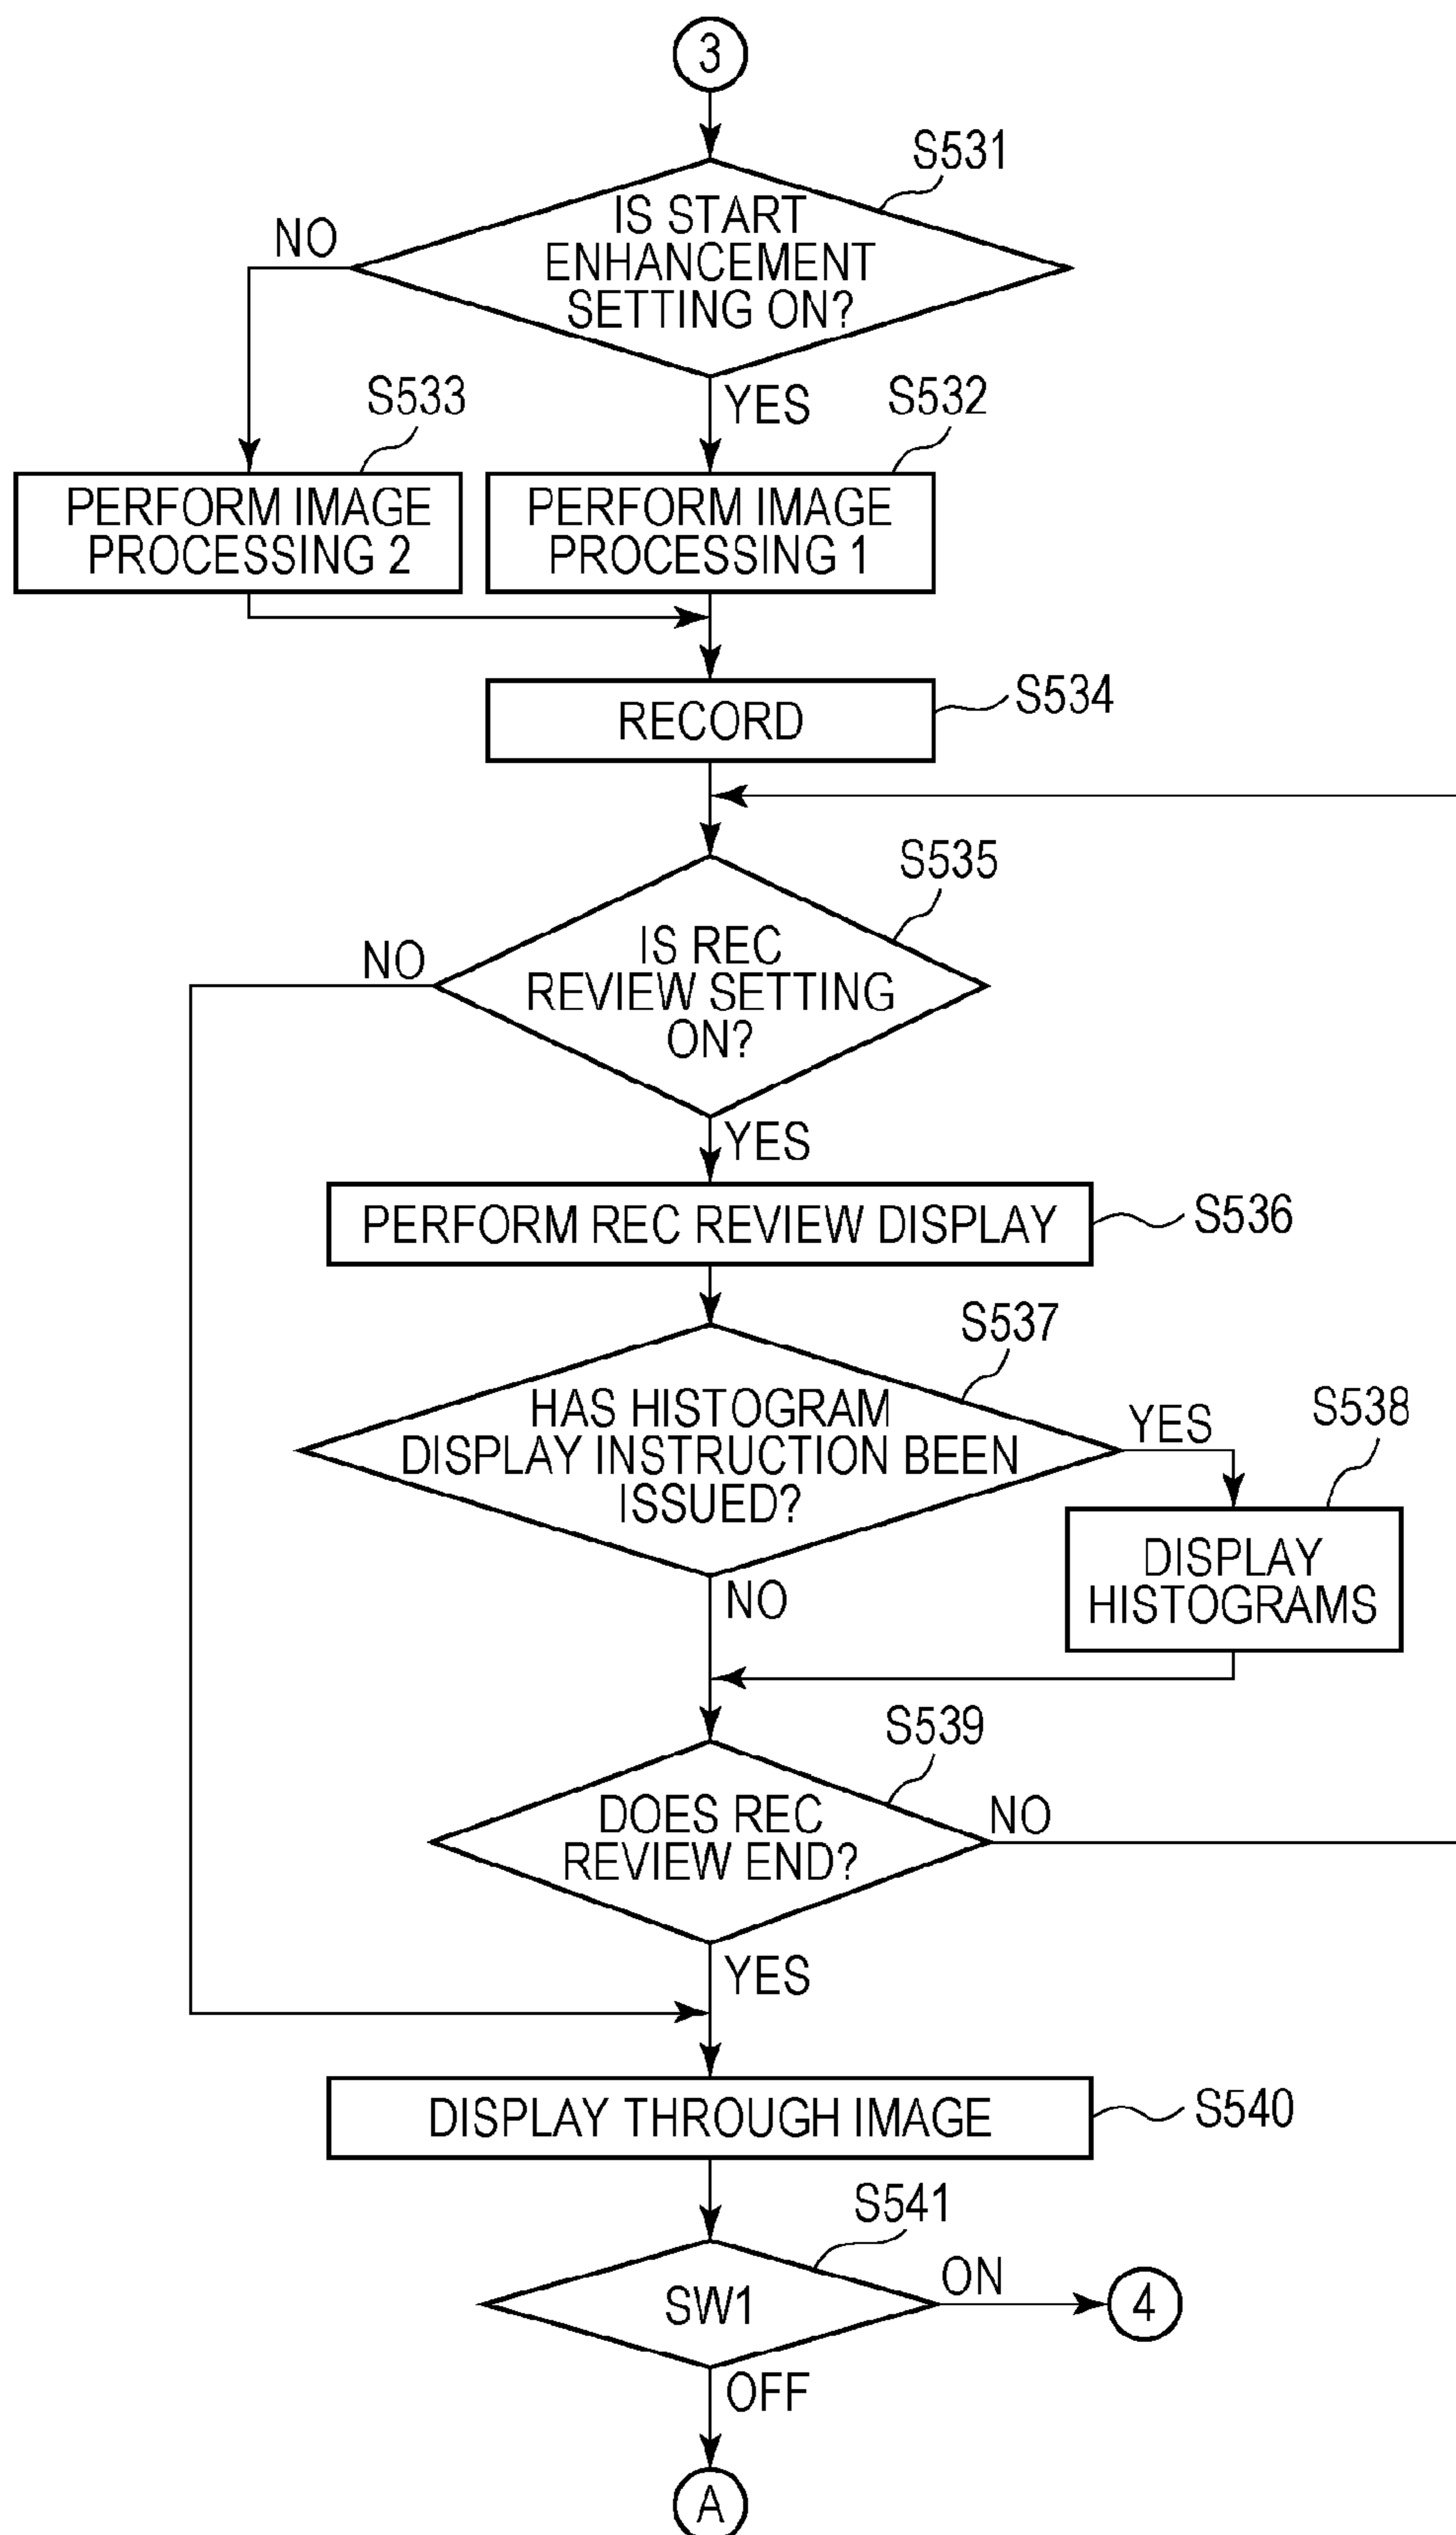 3
S531
IS START
ENHANCEMENT
SETTING ON?
NO
YES
S533
S532
PERFORM IMAGE
PROCESSING 2
PERFORM IMAGE
PROCESSING 1
RECORD
S534
S535
IS REC
REVIEW SETTING
ON?
NO
YES
PERFORM REC REVIEW DISPLAY
S536
S537
HAS HISTOGRAM
DISPLAY INSTRUCTION BEEN
ISSUED?
YES
S538
DISPLAY
HISTOGRAMS
NO
S539
DOES REC
REVIEW END?
NO
YES
DISPLAY THROUGH IMAGE
S540
S541
SW1
ON
4
OFF
A